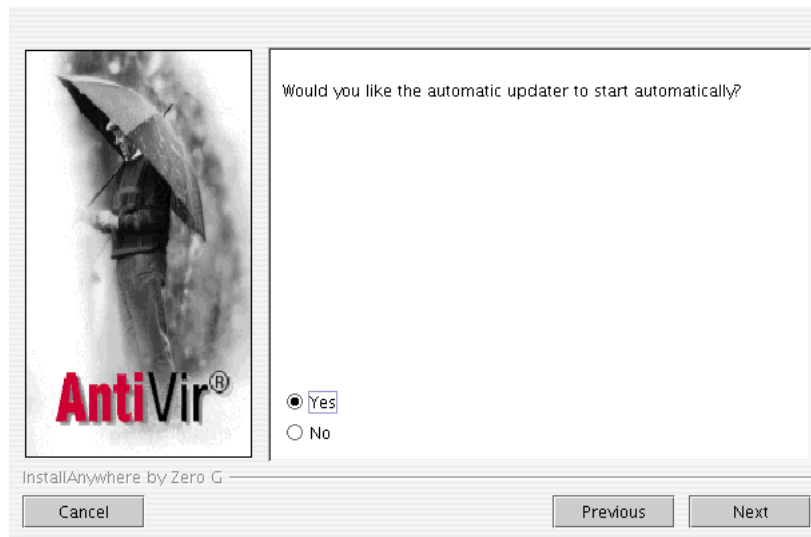 Would you like the automatic updater to start automatically?
AntiVir®
Yes
No
InstallAnywhere by Zero G
Cancel
Previous
Next